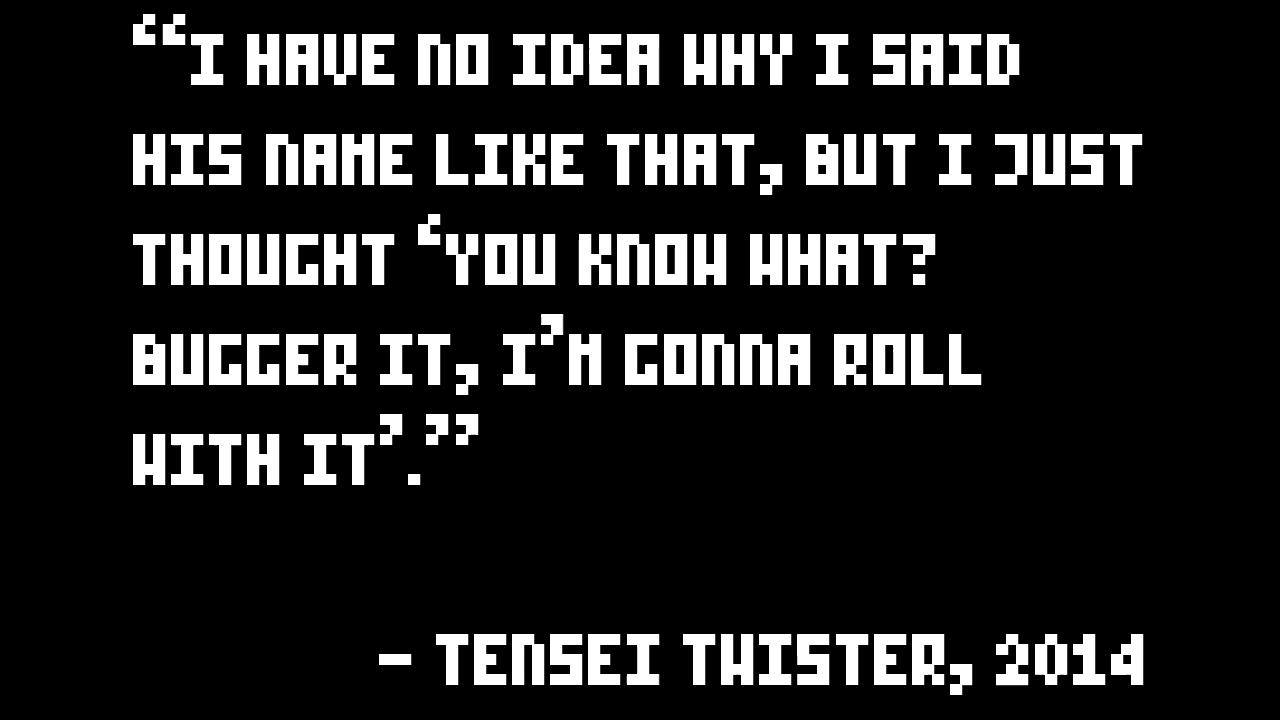 “I HAVE NO IDEA WHY I SAID
HIS NAME LIKE THAT, BUT I JUST
THOUGHT ‘YOU KNOW WHAT?
BUGGER IT, I’M GONNA ROLL
WITH IT’.”
– TENSEI TWISTER, 2014